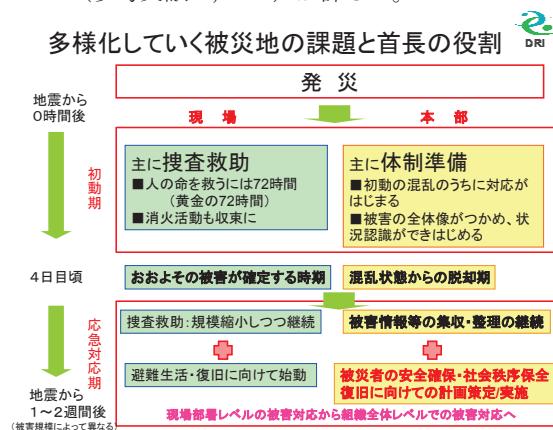 多様化していく被災地の課題と首長の役割
DRI
発 災
地震から
0時間後
現 場
本 部
初動期
主に捜査救助
■人の命を救うには72時間
(黄金の72時間)
■消火活動も収束に
主に体制準備
■初動の混乱のうちに対応が
はじまる
■被害の全体像がつかめ、状
況認識ができはじめる
4日目頃
おおよその被害が確定する時期
混乱状態からの脱却期
応急対応期
捜査救助:規模縮小しつつ継続
被害情報等の集収・整理の継続
避難生活・復旧に向けて始動
被災者の安全確保・社会秩序保全
復旧に向けての計画策定/実施
地震から
1~2週間後
(被害規模によって異なる)
現場部署レベルの被害対応から組織全体レベルでの被害対応へ